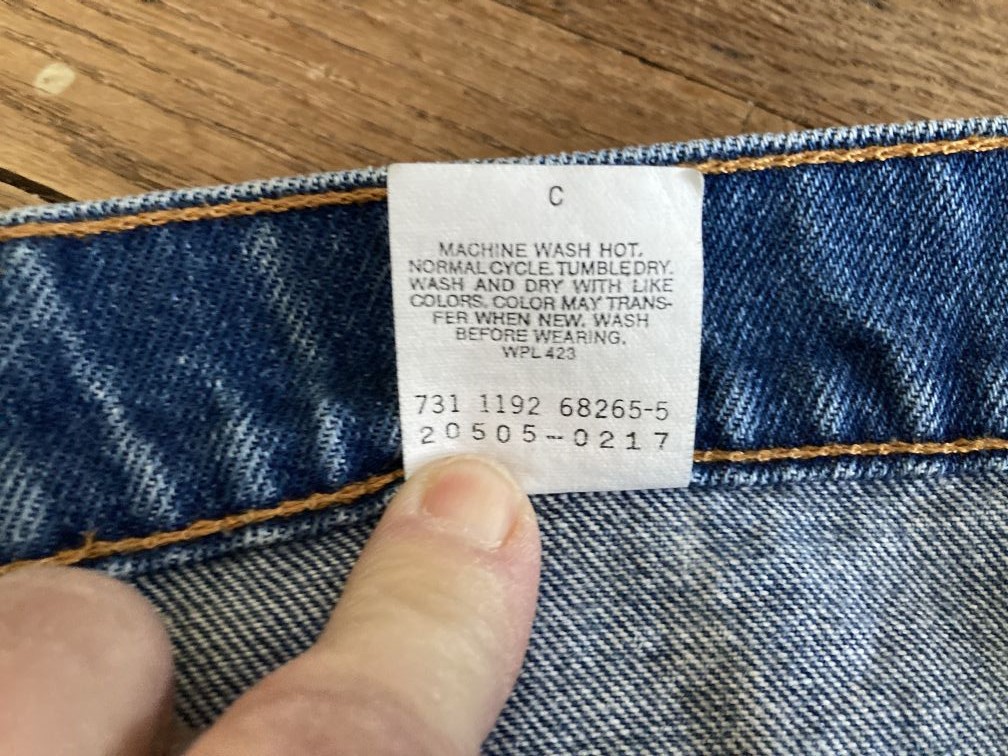 C
MACHINE WASH HOT,
NORMAL CYCLE, TUMBLE DRY.
WASH AND DRY WITH LIKE
COLORS. COLOR MAY TRANS-
FER WHEN NEW. WASH
BEFORE WEARING.
WPL 423
731 1192 68265-5
20505-0217